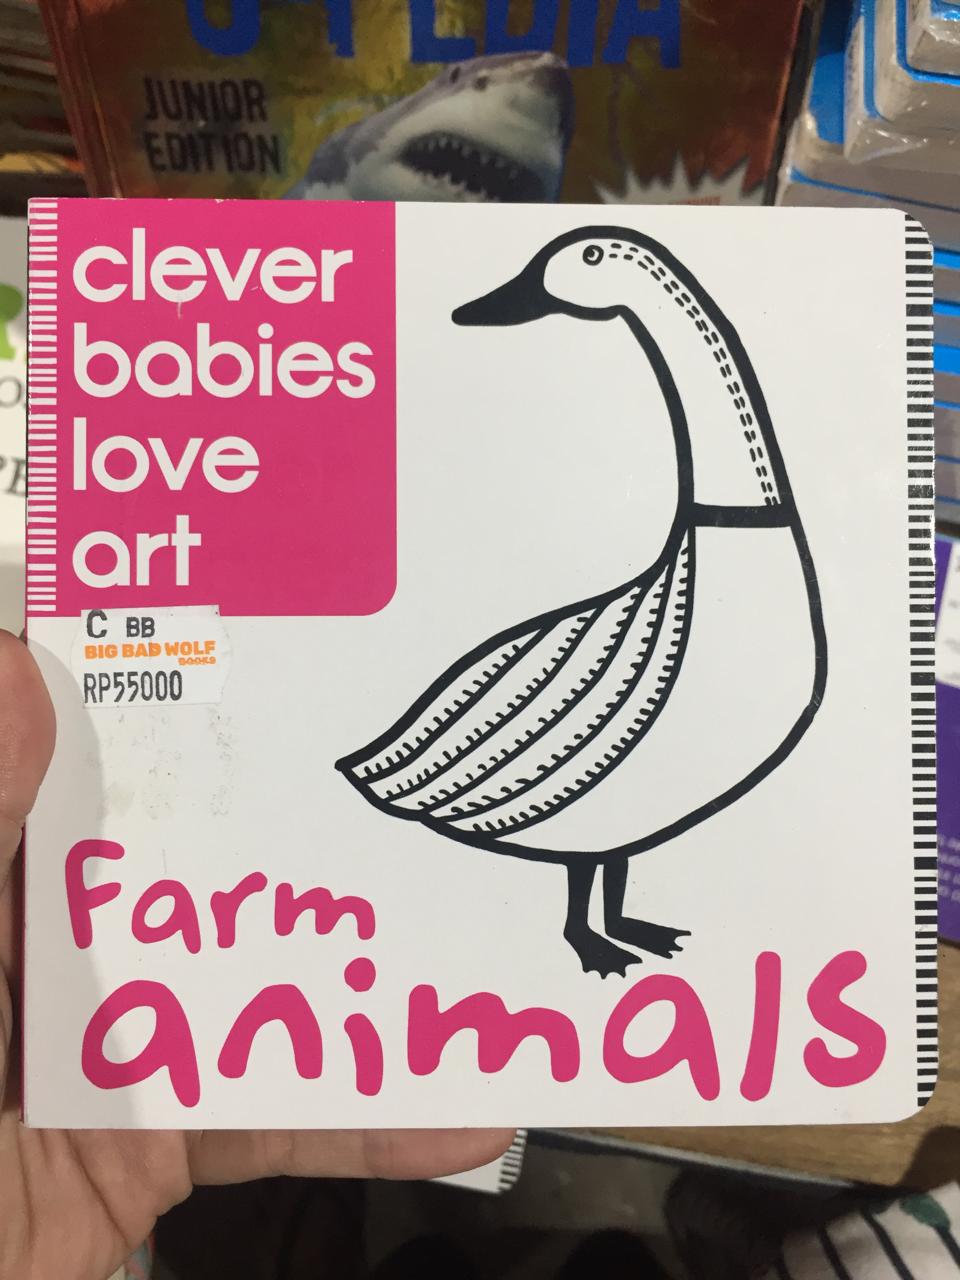 JUNIOR
EDITION
clever
babies
love
art
C BB
BIG BAD WOLF
BOOKS
RP55000
Farm
animals